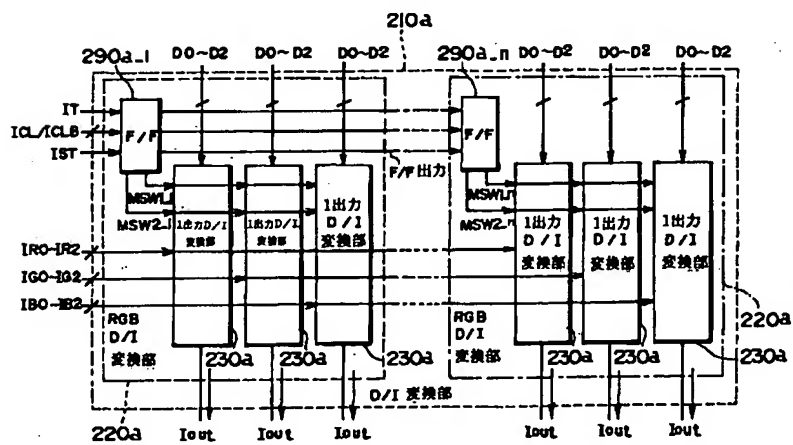 210a
290a_1
D0~D2
D0~D2
D0~D2
290a_n
D0~D2
D0~D2
D0~D2
IT
ICL/ICLB
IST
F/F
F/F
F/F 出力
MSW1_1
MSW2_1
MSW1_n
MSW2_n
1出力D/I
変換部
1出力D/I
変換部
1出力
D/I
変換部
1出力
D/I
変換部
1出力
D/I
変換部
1出力
D/I
変換部
IR0~IR2
IG0~IG2
IB0~IB2
RGB
D/I
変換部
RGB
D/I
変換部
230a
230a
230a
230a
230a
230a
220a
220a
D/I 変換部
Iout
Iout
Iout
Iout
Iout
Iout